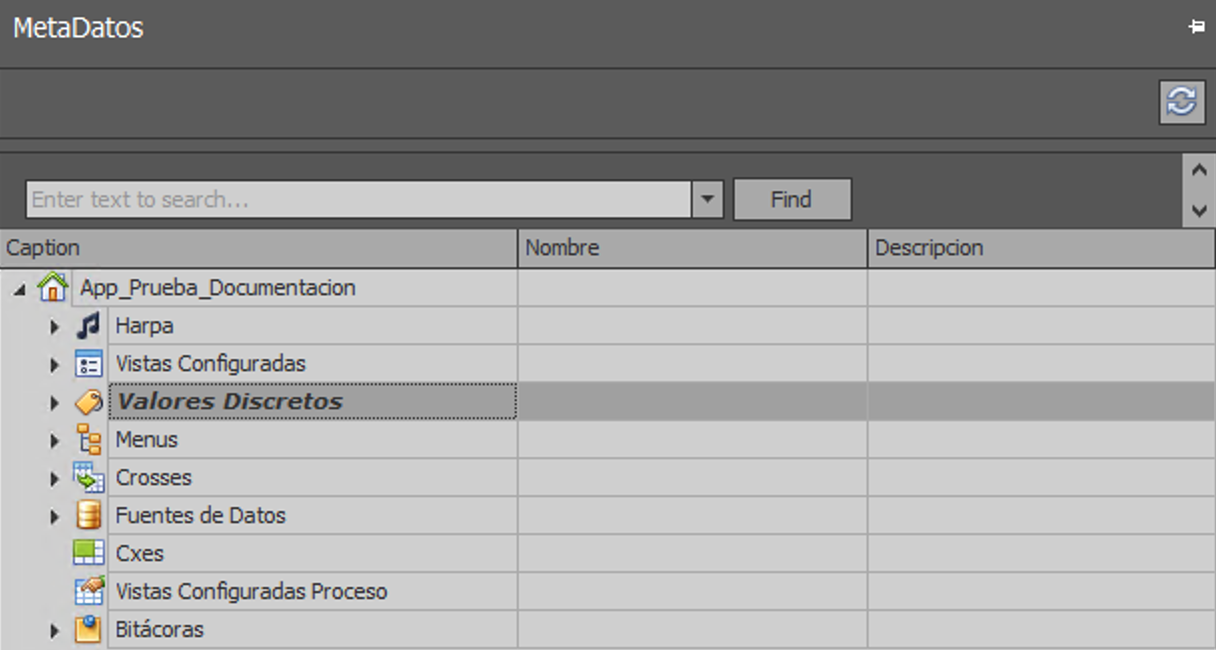 MetaDatos
Enter text to search...
Find
Caption Nombre Descripcion
App_Prueba_Documentacion
Harpa
Vistas Configuradas
Valores Discretos
Menus
Crosses
Fuentes de Datos
Cxes
Vistas Configuradas Proceso
Bitácoras